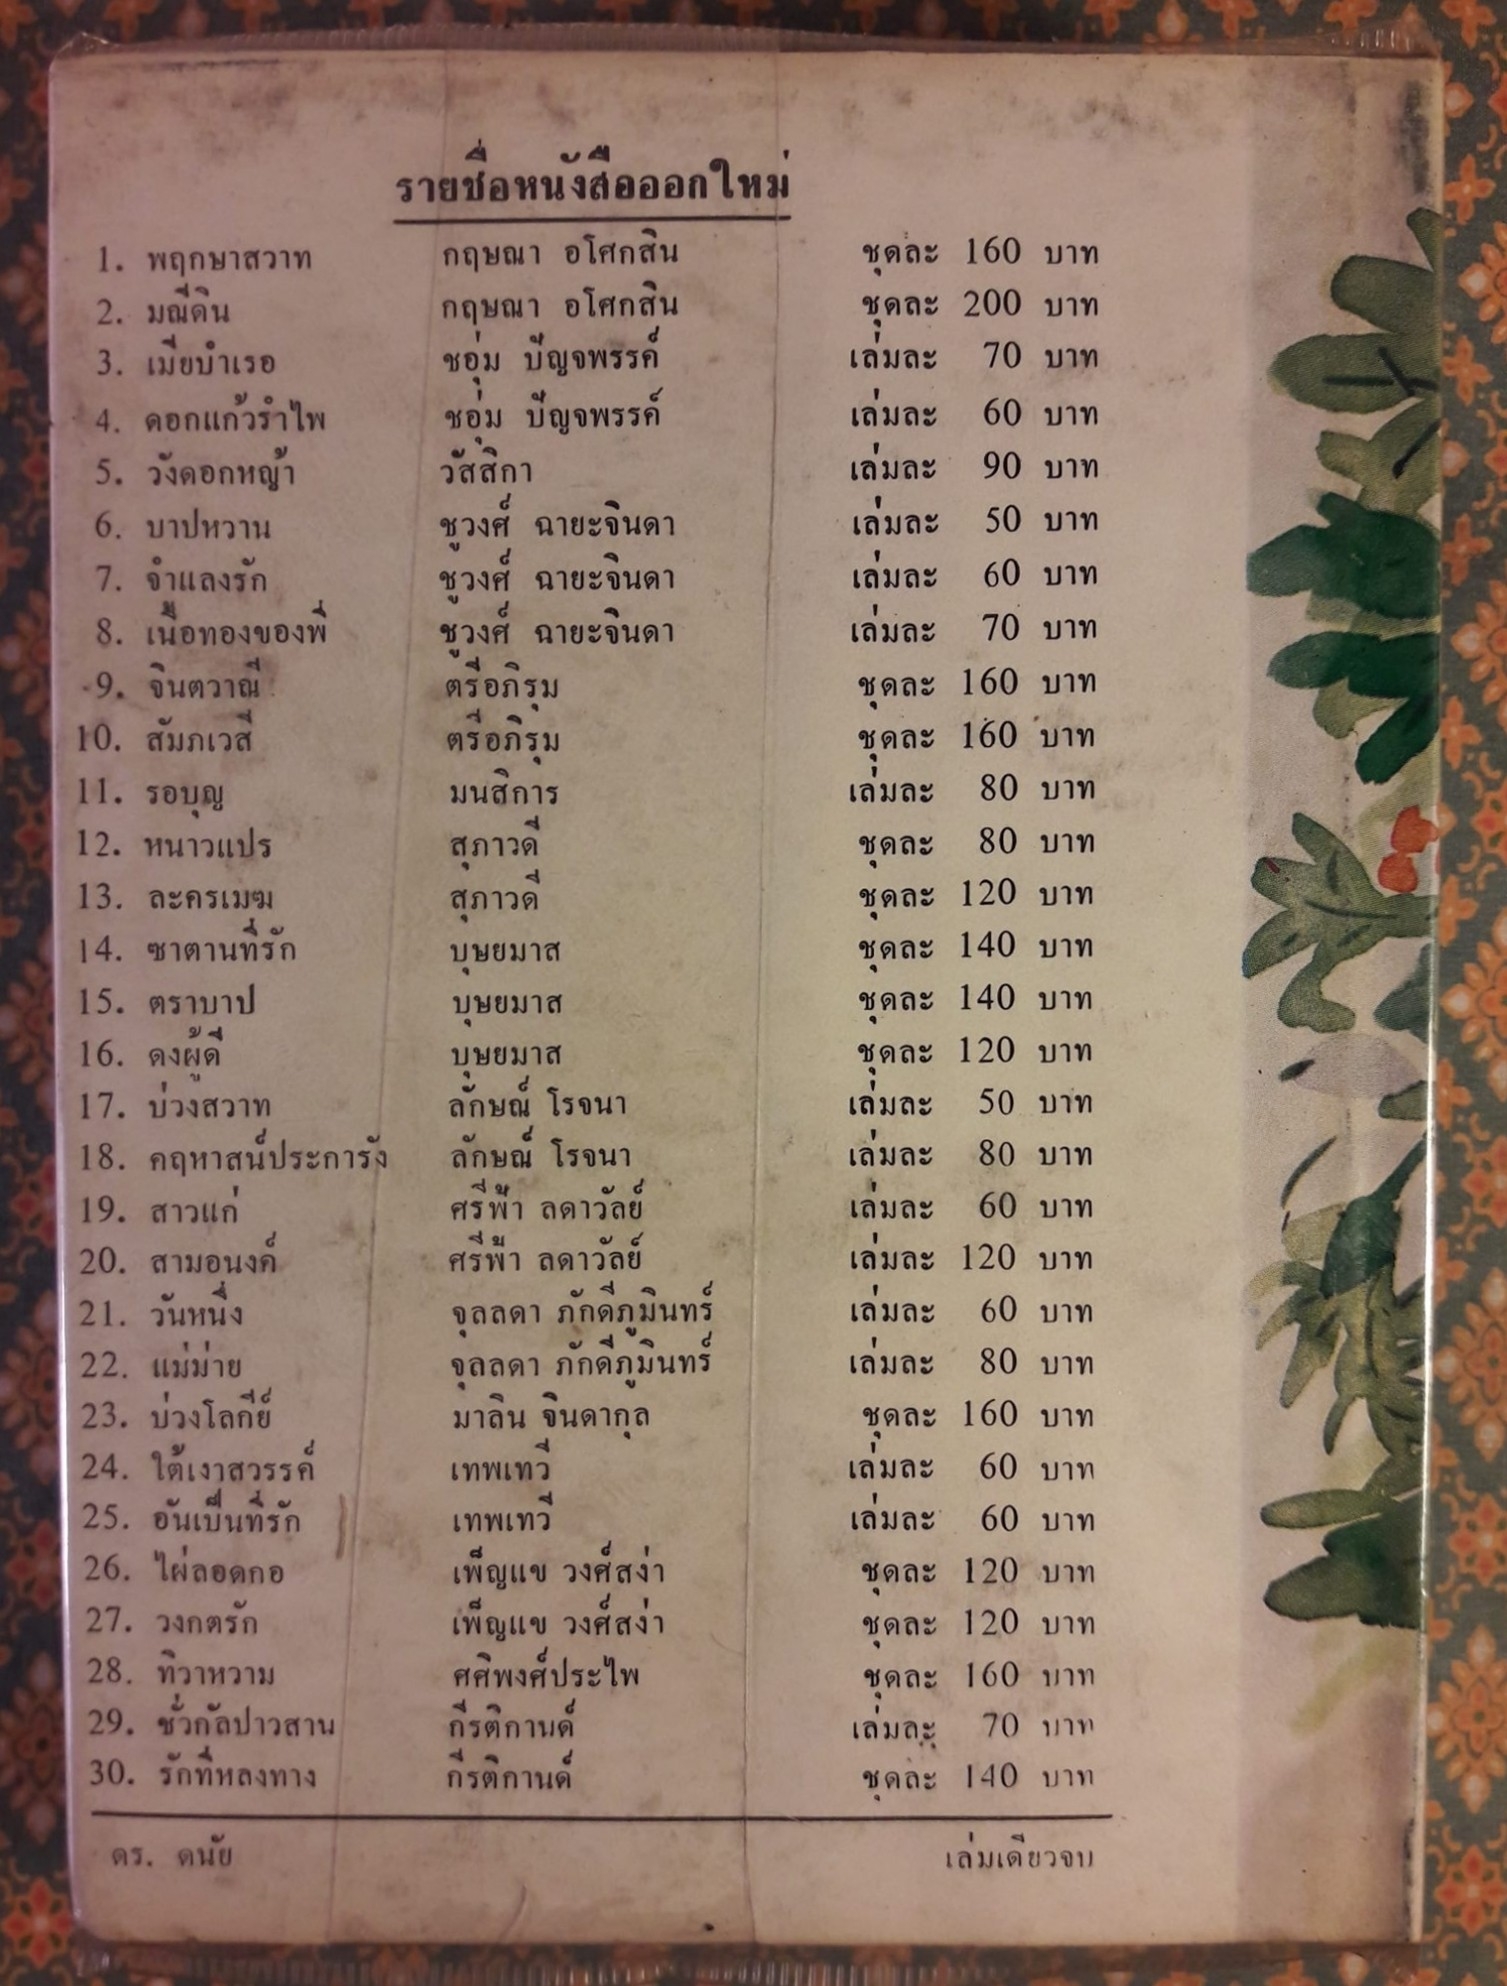 รายชื่อหนังสือออกใหม่
1. พฤกษาสวาท กฤษณา อโศกสิน ชุดละ 160 บาท
2. มณีดิน กฤษณา อโศกสิน ชุดละ 200 บาท
3. เมียบำเรอ ชอุ่ม ปัญจพรรค์ เล่มละ 70 บาท
4. ดอกแก้วรำไพ ชอุ่ม ปัญจพรรค์ เล่มละ 60 บาท
5. วังดอกหญ้า วัสสิกา เล่มละ 90 บาท
6. บาปหวาน ชูวงศ์ ฉายะจินดา เล่มละ 50 บาท
7. จำแลงรัก ชูวงศ์ ฉายะจินดา เล่มละ 60 บาท
8. เนื้อทองของพี่ ชูวงศ์ ฉายะจินดา เล่มละ 70 บาท
9. จินตวาณี ตรีอภิรุม ชุดละ 160 บาท
10. สัมภเวสี ตรีอภิรุม ชุดละ 160 บาท
11. รอบุญ มนสิการ เล่มละ 80 บาท
12. หนาวแปร สุภาวดี ชุดละ 80 บาท
13. ละครเมฆ สุภาวดี ชุดละ 120 บาท
14. ซาตานที่รัก บุษยมาส ชุดละ 140 บาท
15. ตราบาป บุษยมาส ชุดละ 140 บาท
16. ดงผู้ดี บุษยมาส ชุดละ 120 บาท
17. บ่วงสวาท ลักษณ์ โรจนา เล่มละ 50 บาท
18. คฤหาสน์ปะการัง ลักษณ์ โรจนา เล่มละ 80 บาท
19. สาวแก่ ศรีฟ้า ลดาวัลย์ เล่มละ 60 บาท
20. สามอนงค์ ศรีฟ้า ลดาวัลย์ เล่มละ 120 บาท
21. วันหนึ่ง จุลลดา ภักดีภูมินทร์ เล่มละ 60 บาท
22. แม่ม่าย จุลลดา ภักดีภูมินทร์ เล่มละ 80 บาท
23. บ่วงโลกีย์ มาลิน จินดากุล ชุดละ 160 บาท
24. ใต้เงาสวรรค์ เทพเทวี เล่มละ 60 บาท
25. อันเป็นที่รัก เทพเทวี เล่มละ 60 บาท
26. ไผ่ลอดกอ เพ็ญแข วงศ์สง่า ชุดละ 120 บาท
27. วงกตรัก เพ็ญแข วงศ์สง่า ชุดละ 120 บาท
28. ทิวาหวาม ศศิพงศ์ประไพ ชุดละ 160 บาท
29. ชั่วกัลปาวสาน กีรติกานต์ เล่มละ 70 บาท
30. รักที่หลงทาง กีรติกานต์ ชุดละ 140 บาท
ดร. ดนัย เล่มเดียวจบ